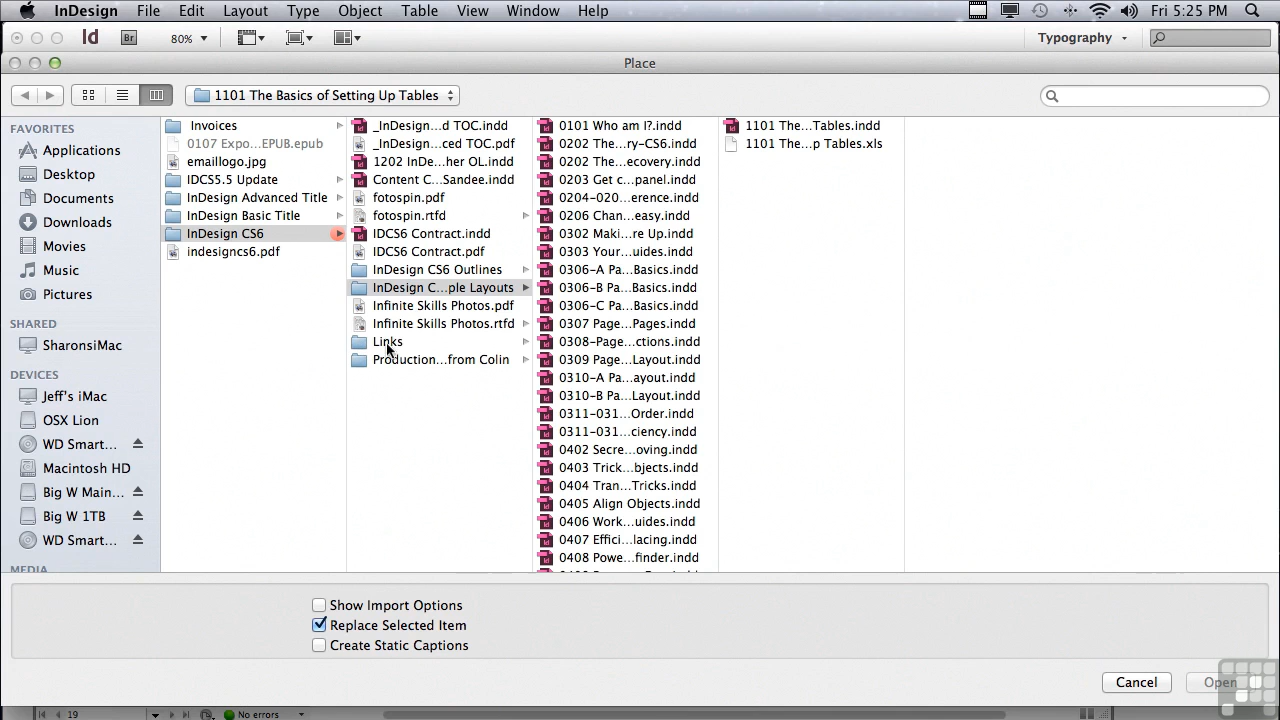 InDesign File Edit Layout Type Object Table View Window Help Fri 5:25 PM
Id Br 80% Typography
Place
1101 The Basics of Setting Up Tables
FAVORITES
Applications
Desktop
Documents
Downloads
Movies
Music
Pictures
SHARED
SharonsiMac
DEVICES
Jeff's iMac
OSX Lion
WD Smart...
Macintosh HD
Big W Main...
Big W 1TB
WD Smart...
MEDIA
Invoices
0107 Expo...EPUB.epub
emaillogo.jpg
IDCS5.5 Update
InDesign Advanced Title
InDesign Basic Title
InDesign CS6
indesigncs6.pdf
_InDesign...d TOC.indd
_InDesign...ced TOC.pdf
1202 InDe...her OL.indd
Content C...Sandee.indd
fotospin.pdf
fotospin.rtfd
IDCS6 Contract.indd
IDCS6 Contract.pdf
InDesign CS6 Outlines
InDesign C...ple Layouts
Infinite Skills Photos.pdf
Infinite Skills Photos.rtfd
Links
Production...from Colin
0101 Who am I?.indd
0202 The...ry-CS6.indd
0202 The...ecovery.indd
0203 Get c...panel.indd
0204-020...erence.indd
0206 Chan...easy.indd
0302 Maki...re Up.indd
0303 Your...uides.indd
0306-A Pa...Basics.indd
0306-B Pa...Basics.indd
0306-C Pa...Basics.indd
0307 Page...Pages.indd
0308-Page...ctions.indd
0309 Page...Layout.indd
0310-A Pa...ayout.indd
0310-B Pa...Layout.indd
0311-031...Order.indd
0311-031...ciency.indd
0402 Secre...oving.indd
0403 Trick...bjects.indd
0404 Tran...Tricks.indd
0405 Align Objects.indd
0406 Work...uides.indd
0407 Effici...lacing.indd
0408 Powe...finder.indd
1101 The...Tables.indd
1101 The...p Tables.xls
Show Import Options
Replace Selected Item
Create Static Captions
Cancel Open
19 No errors